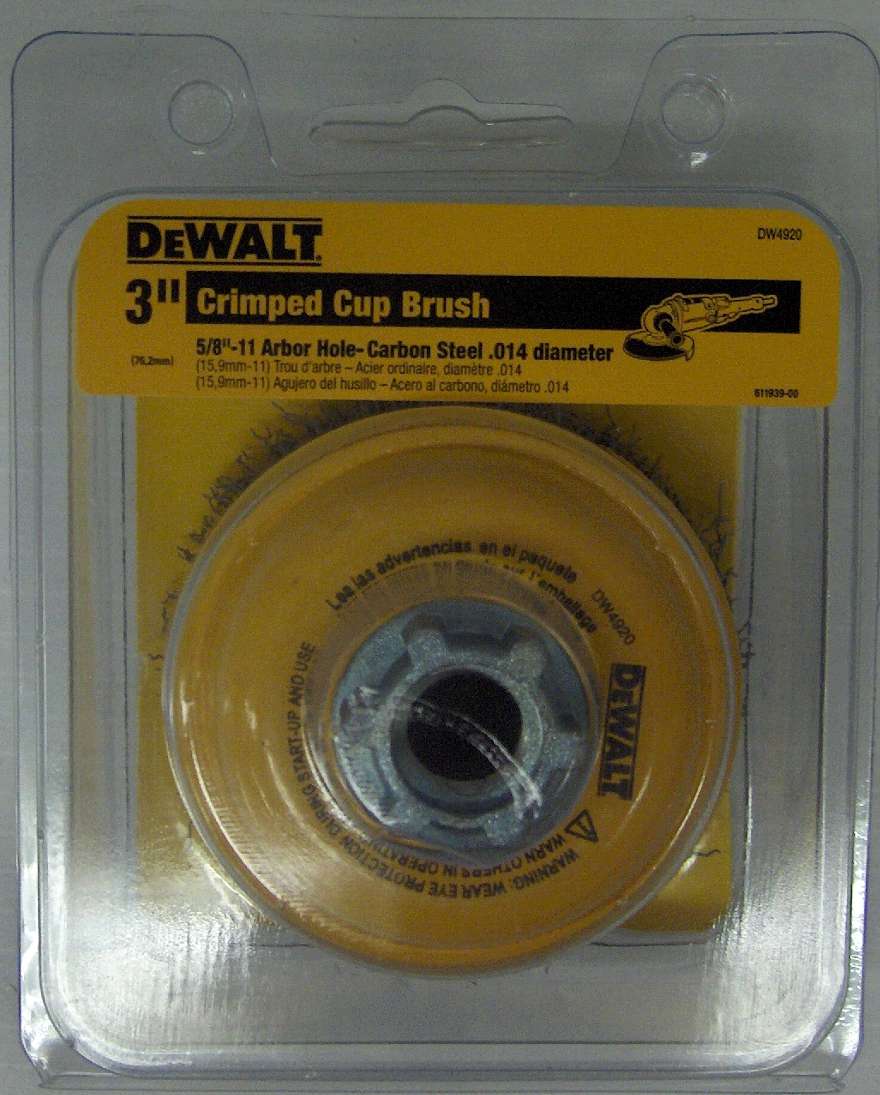 DEWALT
DW4920
3"
Crimped Cup Brush
5/8"-11 Arbor Hole-Carbon Steel .014 diameter
(76,2mm)
(15,9mm-11) Trou d'arbre – Acier ordinaire, diamètre .014
(15,9mm-11) Agujero del husillo – Acero al carbono, diámetro .014
611939-00
Lea las advertencias en el paquete
sur l'emballage
DW4920
DEWALT
WARNING: WEAR EYE PROTECTION DURING START-UP AND USE
WARN OTHERS IN